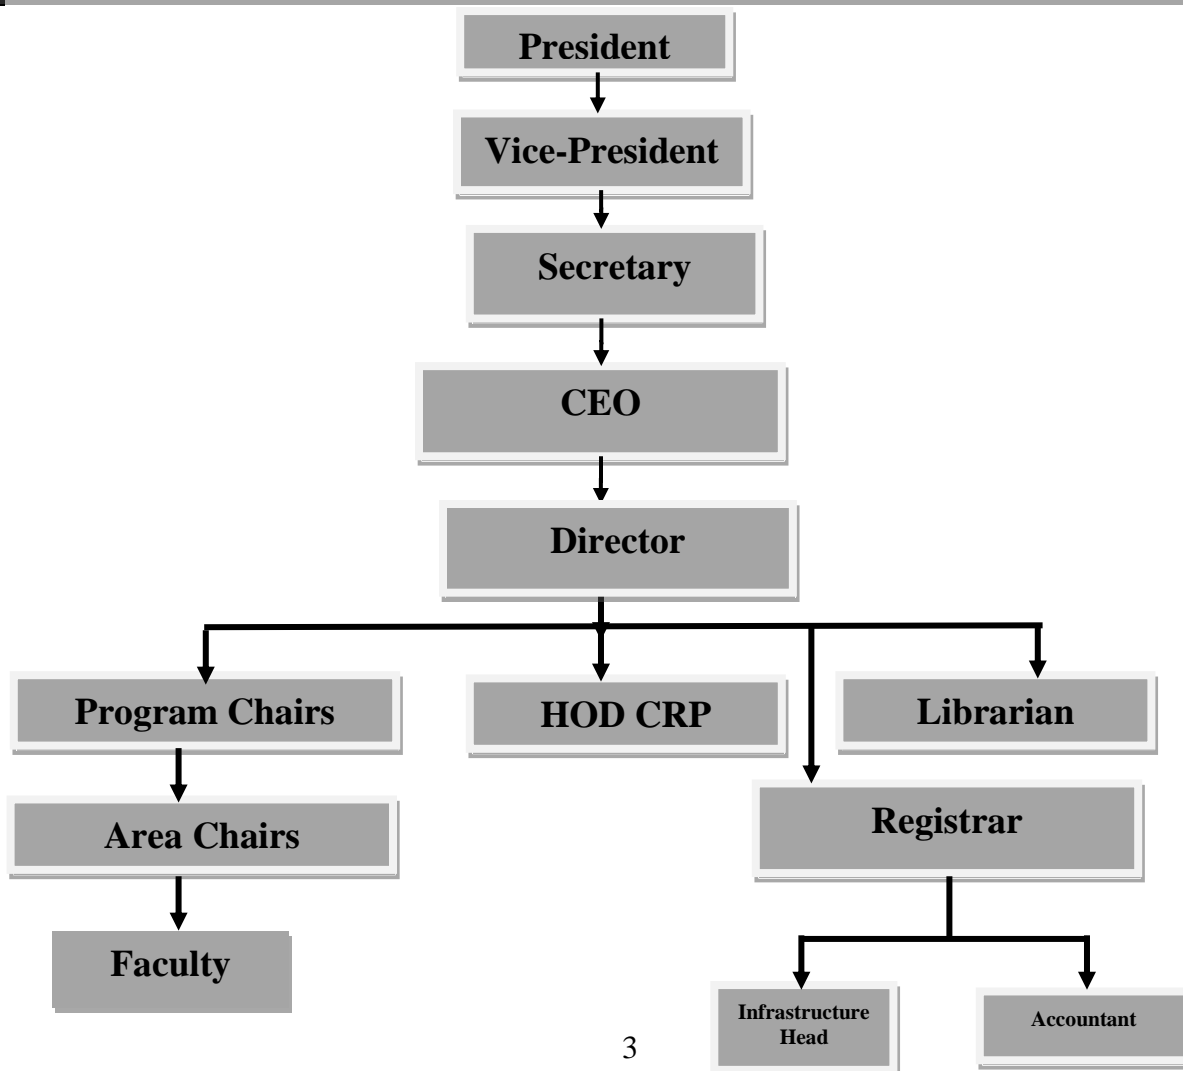 President
Vice-President
Secretary
CEO
Director
Program Chairs
HOD CRP
Librarian
Area Chairs
Registrar
Faculty
Infrastructure
Head
Accountant
3